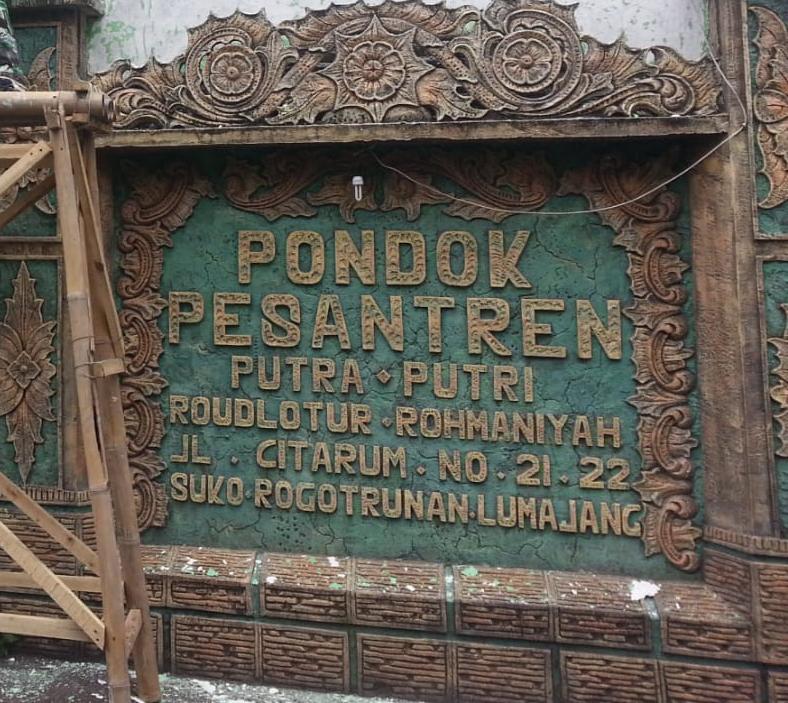 PONDOK
PESANTREN
PUTRA • PUTRI
ROUDLOTUR • ROHMANIYAH
JL . CITARUM . NO . 21 . 22
SUKO . ROGOTRUNAN . LUMAJANG